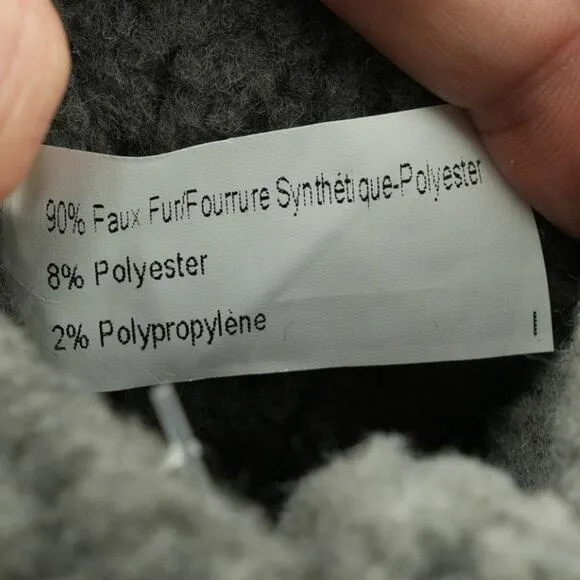 90% Faux Fur/Fourrure Synthétique-Polyester
8% Polyester
2% Polypropylène
I